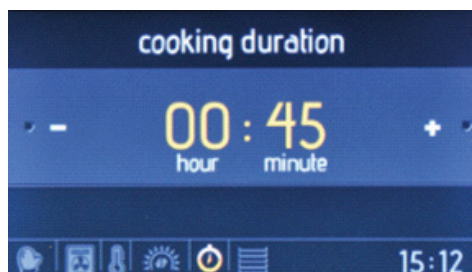 cooking duration
- 00 : 45 +
hour minute
15:12